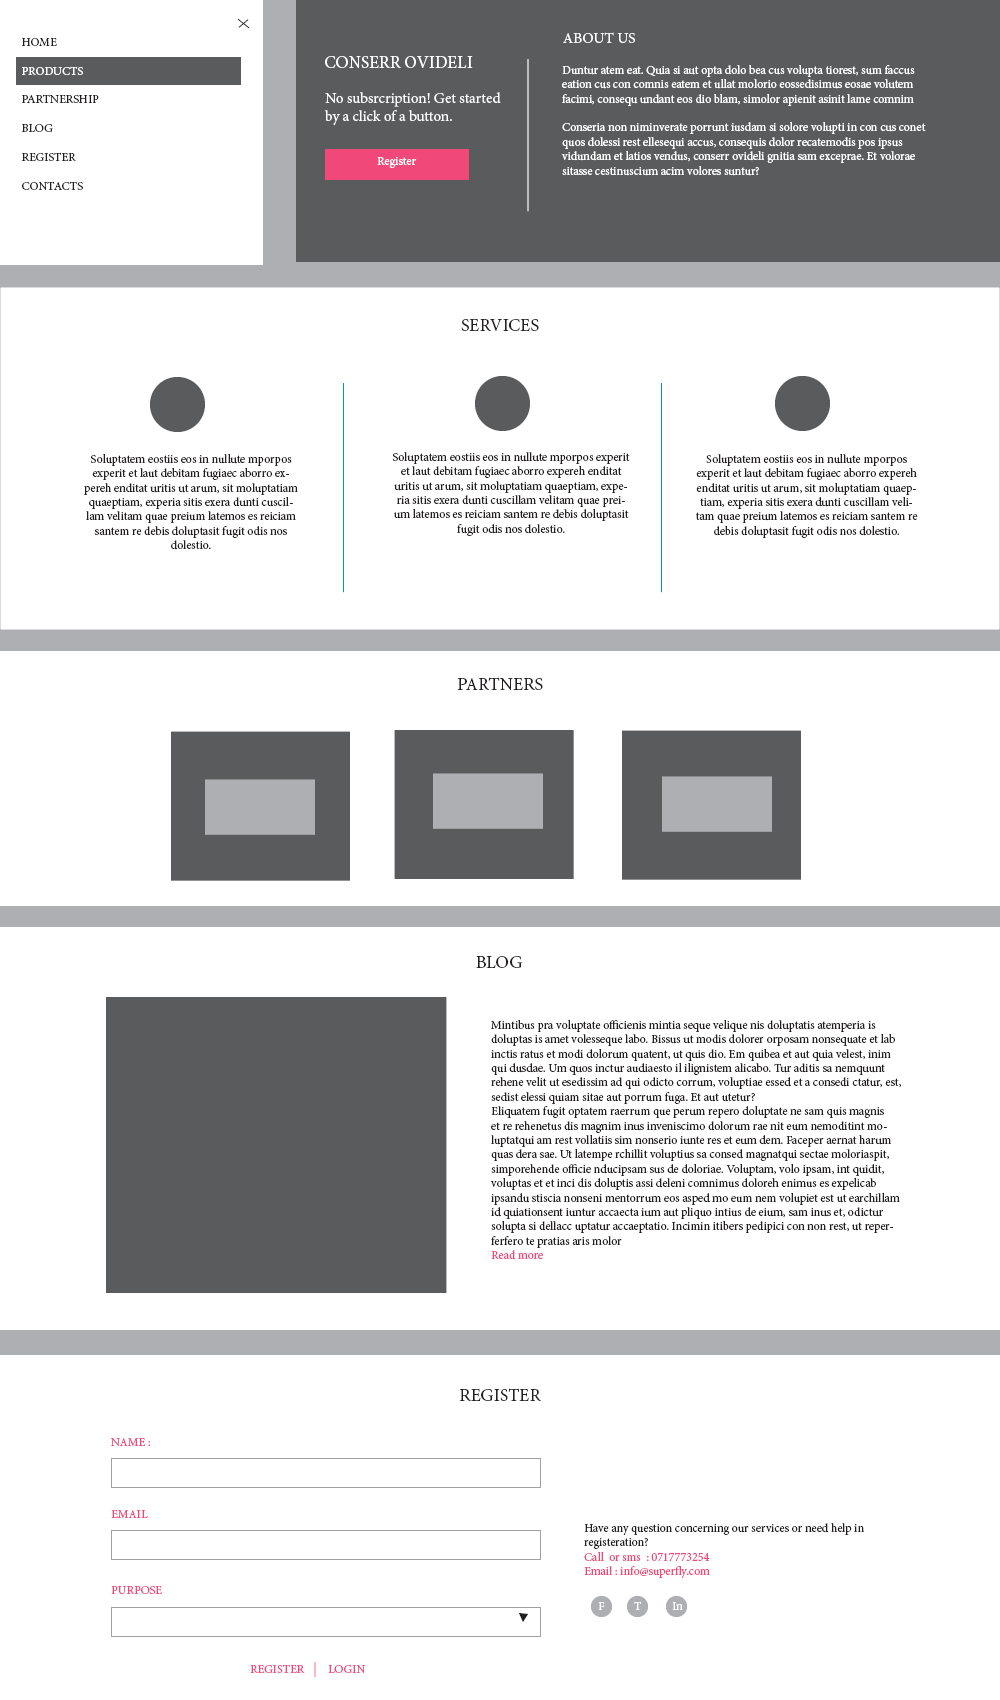 HOME
PRODUCTS
PARTNERSHIP
BLOG
REGISTER
CONTACTS
CONSERR OVIDELI
No subsrcription! Get started
by a click of a button.
Register
ABOUT US
Duntur atem eat. Quia si aut opta dolo bea cus volupta tiorest, sum faccus
eation cus con comnis eatem et ullat molorio eossedisimus eosae volutem
facimi, consequ undant eos dio blam, simolor apienit asinit lame comnim
Conseria non niminverate porrunt iusdam si solore volupti in con cus conet
quos dolessi rest ellesequi accus, consequis dolor recatemodis pos ipsus
vidundam et latios vendus, conserr ovideli gnitia sam exceprae. Et volorae
sitasse cestinuscium acim volores suntur?
SERVICES
Soluptatem eostiis eos in nullute mporpos
experit et laut debitam fugiaec aborro ex-
pereh enditat uritis ut arum, sit moluptatiam
quaeptiam, experia sitis exera dunti cuscil-
lam velitam quae preium latemos es reiciam
santem re debis doluptasit fugit odis nos
dolestio.
Soluptatem eostiis eos in nullute mporpos experit
et laut debitam fugiaec aborro expereh enditat
uritis ut arum, sit moluptatiam quaeptiam, expe-
ria sitis exera dunti cuscillam velitam quae prei-
um latemos es reiciam santem re debis doluptasit
fugit odis nos dolestio.
Soluptatem eostiis eos in nullute mporpos
experit et laut debitam fugiaec aborro expereh
enditat uritis ut arum, sit moluptatiam quaep-
tiam, experia sitis exera dunti cuscillam veli-
tam quae preium latemos es reiciam santem re
debis doluptasit fugit odis nos dolestio.
PARTNERS
BLOG
Mintibus pra voluptate officienis mintia seque velique nis doluptatis atemperia is
doluptas is amet volesseque labo. Bissus ut modis dolorer orposam nonsequate et lab
inctis ratus et modi dolorum quatent, ut quis dio. Em quibea et aut quia velest, inim
qui dusdae. Um quos inctur audiaesto il ilignistem alicabo. Tur aditis sa nemquunt
rehene velit ut esedissim ad qui odicto corrum, voluptiae essed et a consedi ctatur, est,
sedist elessi quiam sitae aut porrum fuga. Et aut utetur?
Eliquatem fugit optatem raerrum que perum repero doluptate ne sam quis magnis
et re rehenetus dis magnim inus inveniscimo dolorum rae nit eum nemoditint mo-
luptatqui am rest vollatiis sim nonserio iunte res et eum dem. Faceper aernat harum
quas dera sae. Ut latempe rchillit voluptius sa consed magnatqui sectae moloriaspit,
simporehende officie nducipsam sus de doloriae. Voluptam, volo ipsam, int quidit,
voluptas et et inci dis doluptis assi deleni comnimus doloreh enimus es expelicab
ipsandu stiscia nonseni mentorrum eos asped mo eum nem volupiet est ut earchillam
id quiationsent iuntur accaecta ium aut pliquo intius de eium, sam inus et, odictur
solupta si dellacc uptatur accaeptatio. Incimin itibers pedipici con non rest, ut reper-
ferfero te pratias aris molor
Read more
REGISTER
NAME :
EMAIL
PURPOSE
REGISTER | LOGIN
Have any question concerning our services or need help in
registeration?
Call or sms : 0717773254
Email : info@superfly.com
F T In